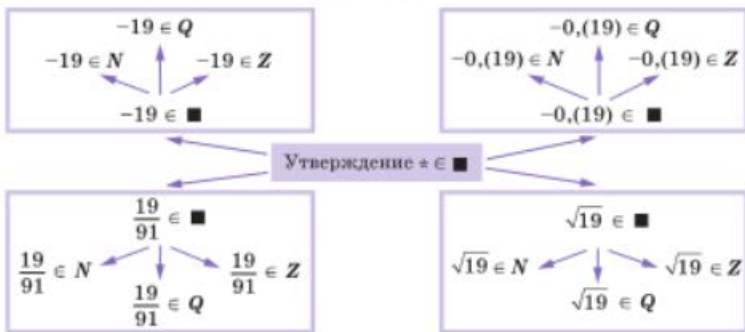 −19 ∈ Q
−19 ∈ N −19 ∈ Z
−19 ∈ ■
−0,(19) ∈ Q
−0,(19) ∈ N −0,(19) ∈ Z
−0,(19) ∈ ■
Утверждение * ∈ ■
19/91 ∈ ■
19/91 ∈ N 19/91 ∈ Z
19/91 ∈ Q
√19 ∈ ■
√19 ∈ N √19 ∈ Z
√19 ∈ Q